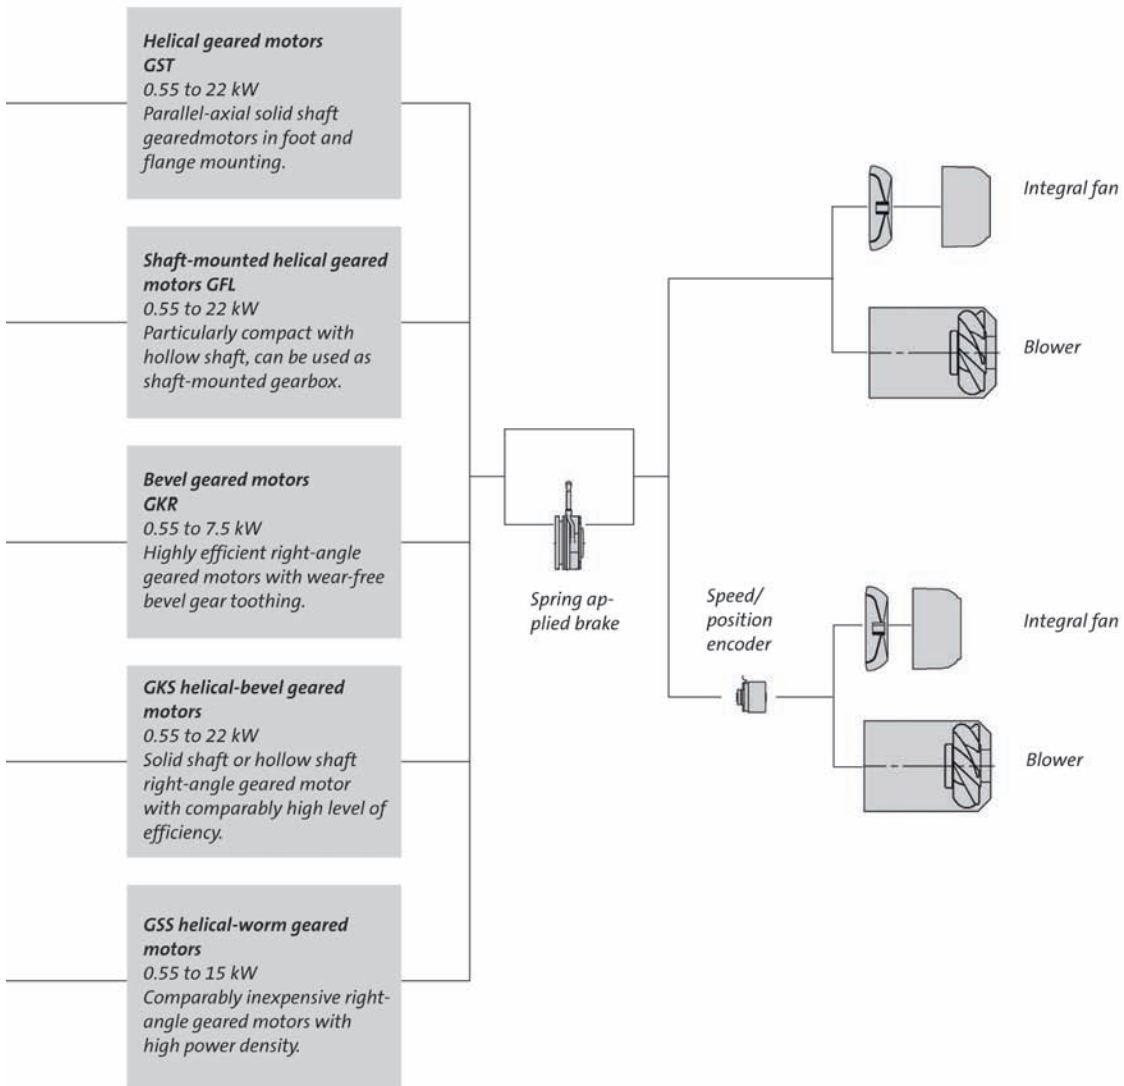 Helical geared motors
GST
0.55 to 22 kW
Parallel-axial solid shaft
gearedmotors in foot and
flange mounting.
Shaft-mounted helical geared
motors GFL
0.55 to 22 kW
Particularly compact with
hollow shaft, can be used as
shaft-mounted gearbox.
Bevel geared motors
GKR
0.55 to 7.5 kW
Highly efficient right-angle
geared motors with wear-free
bevel gear toothing.
GKS helical-bevel geared
motors
0.55 to 22 kW
Solid shaft or hollow shaft
right-angle geared motor
with comparably high level of
efficiency.
GSS helical-worm geared
motors
0.55 to 15 kW
Comparably inexpensive right-
angle geared motors with
high power density.
Spring ap-
plied brake
Speed/
position
encoder
Integral fan
Blower
Integral fan
Blower